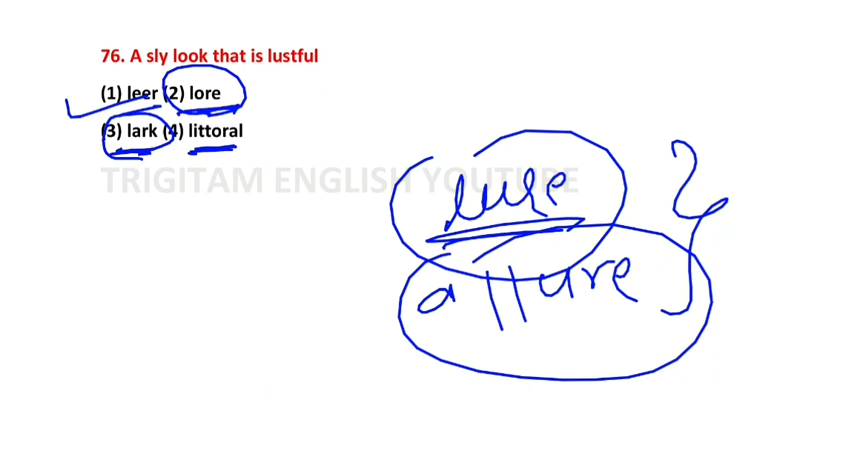 76. A sly look that is lustful
(1) leer (2) lore
(3) lark (4) littoral
TRIGITAM ENGLISH YOUTUBE
lure
allure